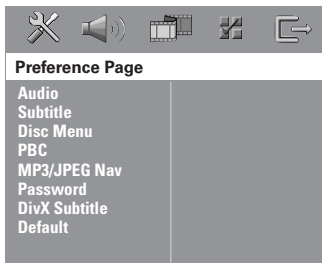 Preference Page
Audio
Subtitle
Disc Menu
PBC
MP3/JPEG Nav
Password
DivX Subtitle
Default